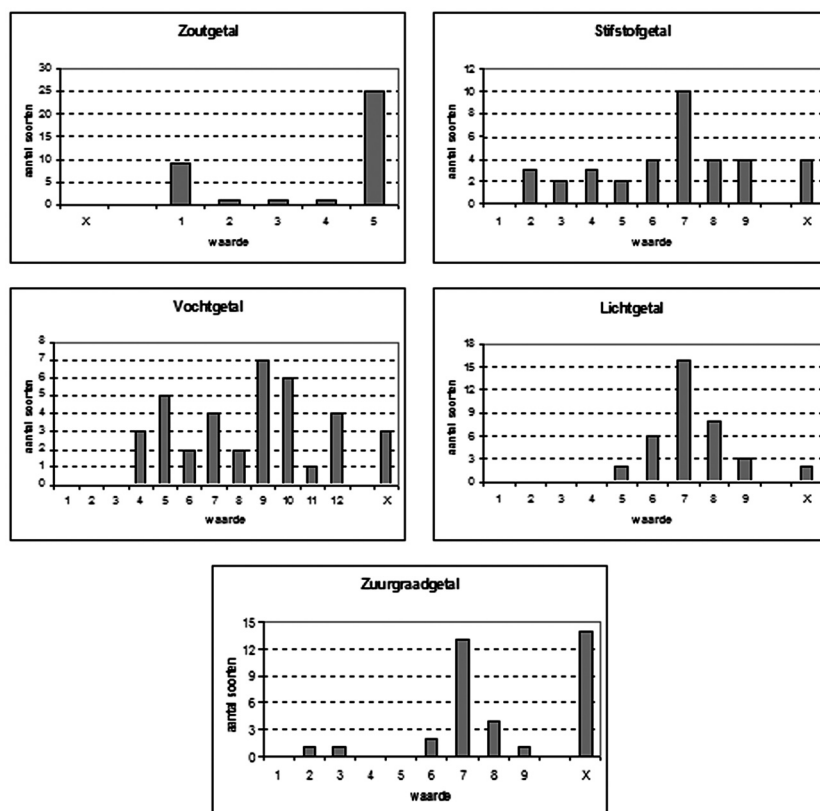 Zoutgetal
aantal soorten
30
25
20
15
10
5
0
X 1 2 3 4 5
waarde
Stifstofgetal
aantal soorten
12
10
8
6
4
2
0
1 2 3 4 5 6 7 8 9 X
waarde
Vochtgetal
aantal soorten
8
7
6
5
4
3
2
1
0
1 2 3 4 5 6 7 8 9 10 11 12 X
waarde
Lichtgetal
aantal soorten
18
15
12
9
6
3
0
1 2 3 4 5 6 7 8 9 X
waarde
Zuurgraadgetal
aantal soorten
15
12
9
6
3
0
1 2 3 4 5 6 7 8 9 X
waarde